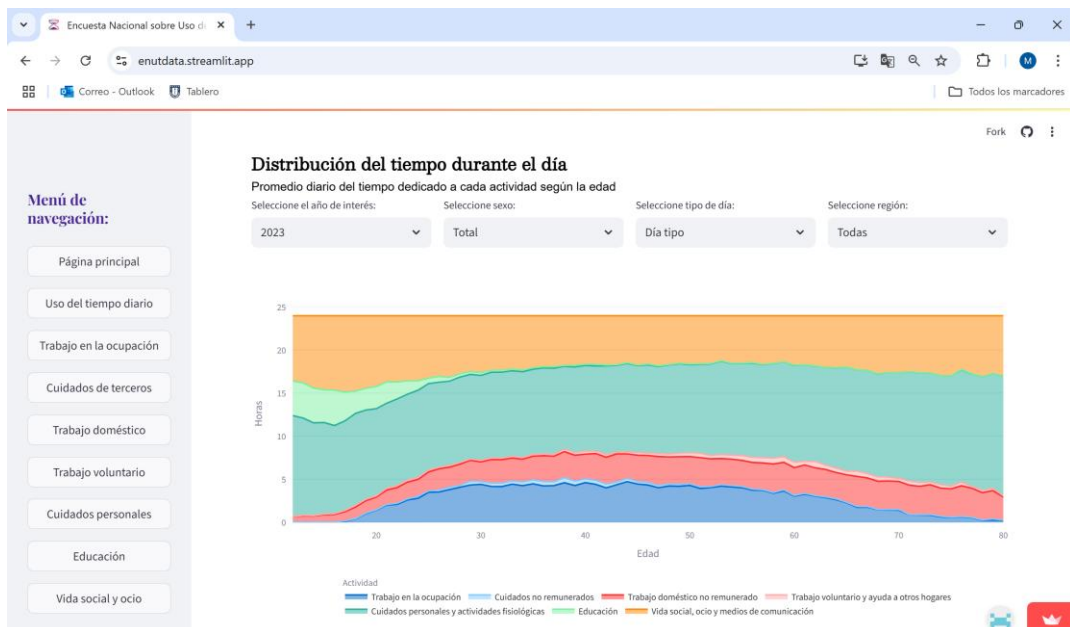 Encuesta Nacional sobre Uso de
enutdata.streamlit.app
Correo - Outlook
Tablero
Todos los marcadores
Fork
Menú de
navegación:
Página principal
Uso del tiempo diario
Trabajo en la ocupación
Cuidados de terceros
Trabajo doméstico
Trabajo voluntario
Cuidados personales
Educación
Vida social y ocio
Distribución del tiempo durante el día
Promedio diario del tiempo dedicado a cada actividad según la edad
Seleccione el año de interés: Seleccione sexo: Seleccione tipo de día: Seleccione región:
2023 Total Día tipo Todas
25
20
15
10
5
0
Horas
20 30 40 50 60 70 80
Edad
Actividad
Trabajo en la ocupación Cuidados no remunerados Trabajo doméstico no remunerado Trabajo voluntario y ayuda a otros hogares
Cuidados personales y actividades fisiológicas Educación Vida social, ocio y medios de comunicación
M